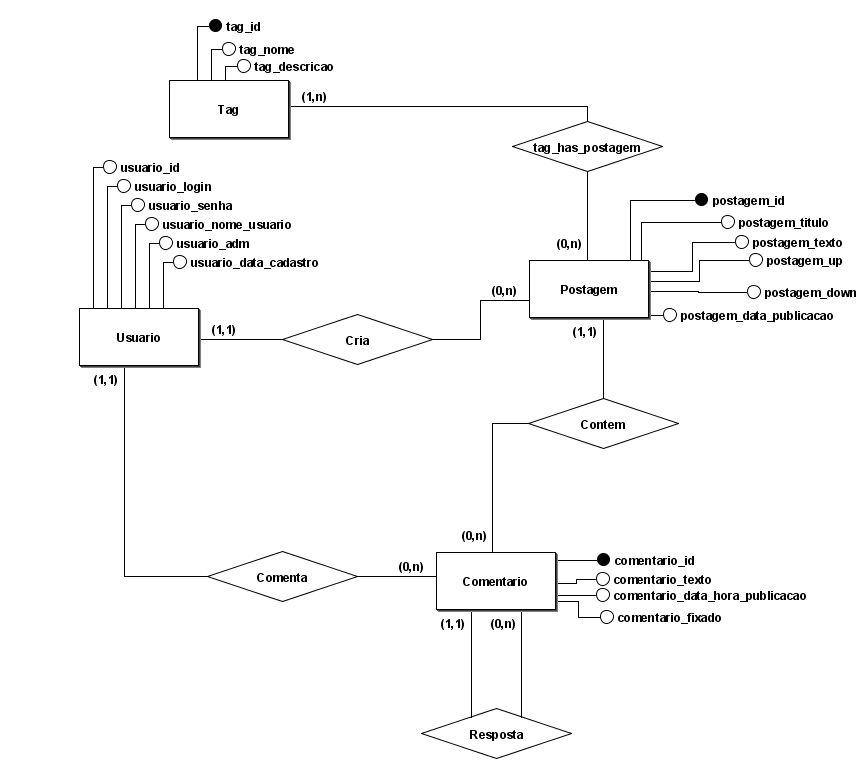 tag_id
tag_nome
tag_descricao
Tag
(1,n)
tag_has_postagem
(0,n)
usuario_id
usuario_login
usuario_senha
usuario_nome_usuario
usuario_adm
usuario_data_cadastro
Usuario
(1,1)
(1,1)
Cria
(0,n)
postagem_id
postagem_titulo
postagem_texto
postagem_up
postagem_down
postagem_data_publicacao
Postagem
(1,1)
Contem
(0,n)
Comenta
(0,n)
Comentario
comentario_id
comentario_texto
comentario_data_hora_publicacao
comentario_fixado
(1,1)
(0,n)
Resposta